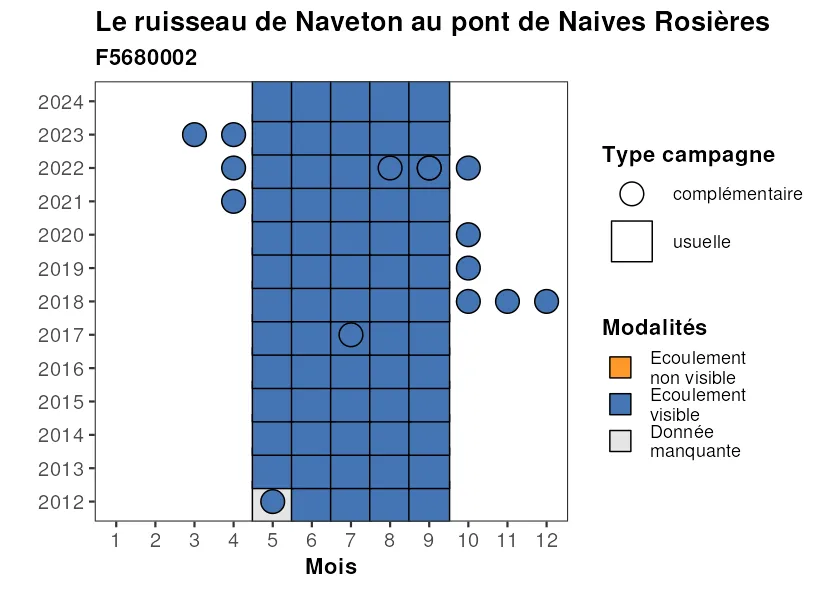 Le ruisseau de Naveton au pont de Naives Rosières
F5680002
2024
2023
2022
2021
2020
2019
2018
2017
2016
2015
2014
2013
2012
1 2 3 4 5 6 7 8 9 10 11 12
Mois
Type campagne
complémentaire
usuelle
Modalités
Ecoulement
non visible
Ecoulement
visible
Donnée
manquante